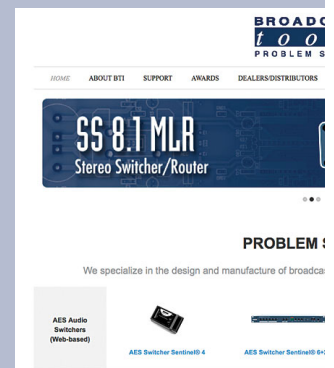 BROADC
t o o
PROBLEM S
HOME ABOUT BTI SUPPORT AWARDS DEALERS/DISTRIBUTORS
SS 8.1 MLR
Stereo Switcher/Router
PROBLEM S
We specialize in the design and manufacture of broadcas
AES Audio
Switchers
(Web-based)
AES Switcher Sentinel® 4 AES Switcher Sentinel® 6+